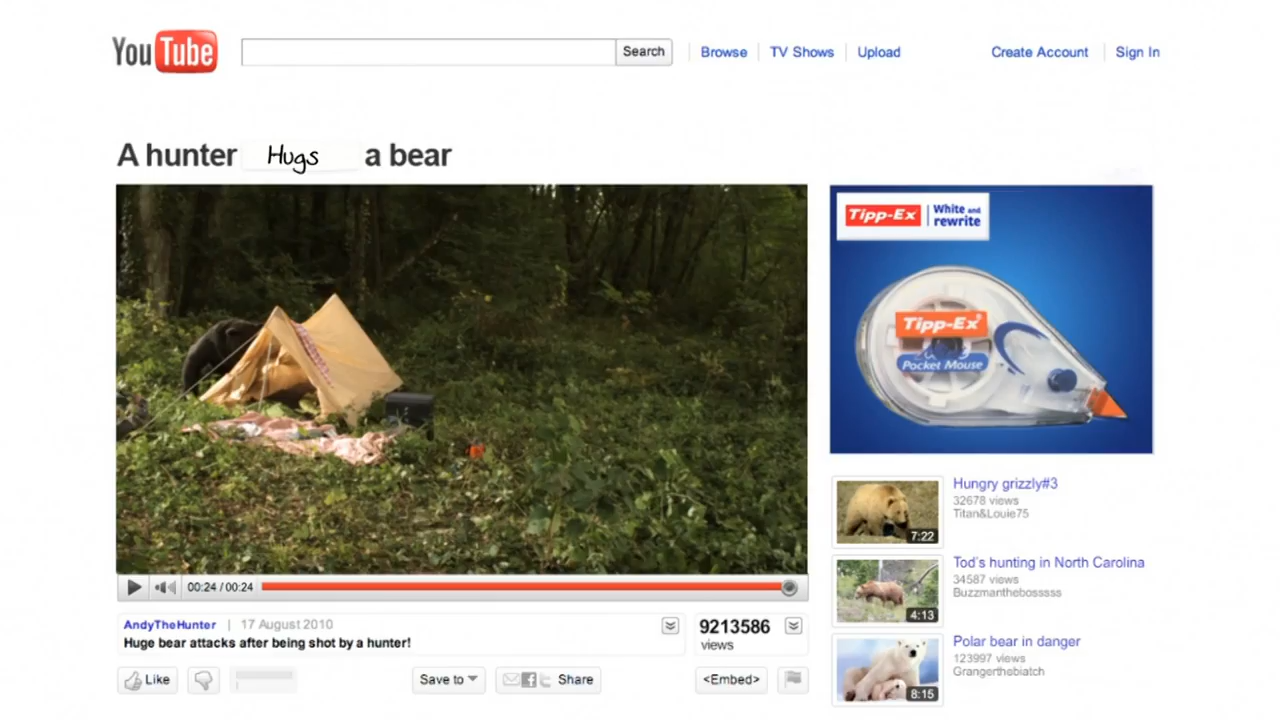 YouTube
Search
Browse
TV Shows
Upload
Create Account
Sign In
A hunter Hugs a bear
Tipp-Ex White and rewrite
Tipp-Ex
Pocket Mouse
Hungry grizzly#3
32678 views
Titan&Louie75
7:22
Tod's hunting in North Carolina
34587 views
Buzzmanthebosssss
4:13
Polar bear in danger
123997 views
Grangerthebiatch
8:15
00:24 / 00:24
AndyTheHunter | 17 August 2010
Huge bear attacks after being shot by a hunter!
9213586
views
Like
Save to
Share
<Embed>